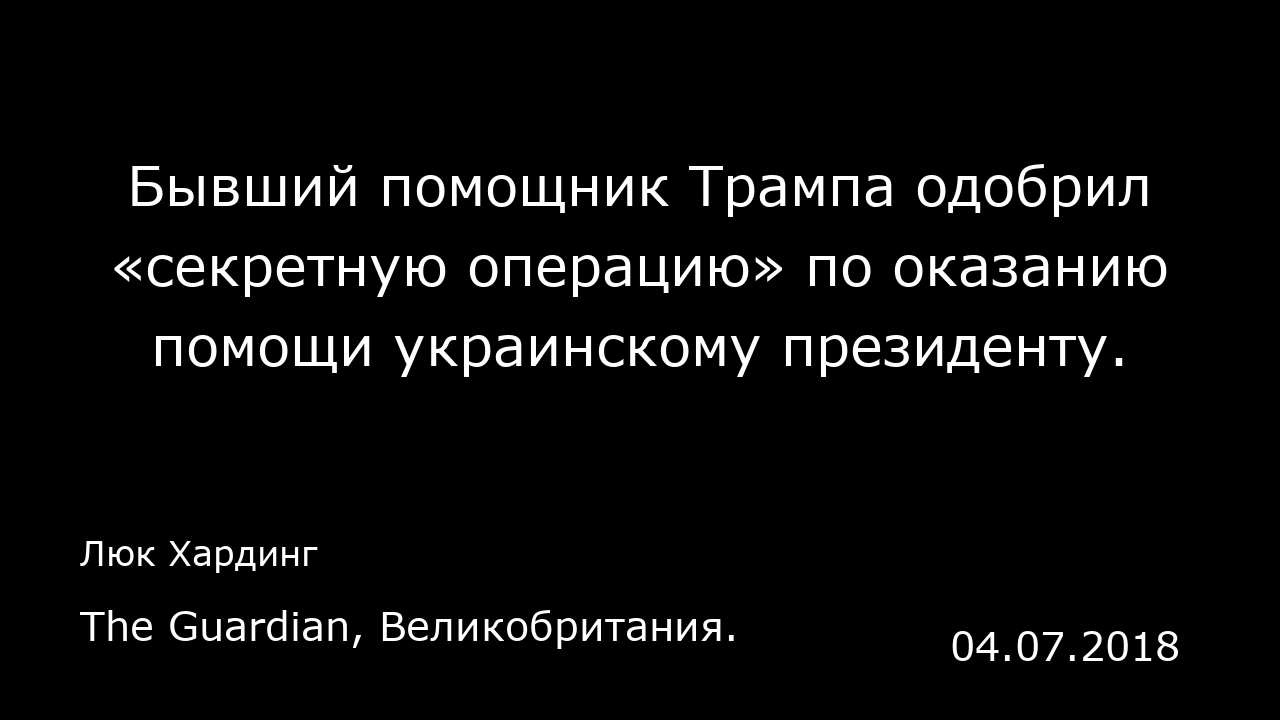 Бывший помощник Трампа одобрил
«секретную операцию» по оказанию
помощи украинскому президенту.
Люк Хардинг
The Guardian, Великобритания.
04.07.2018